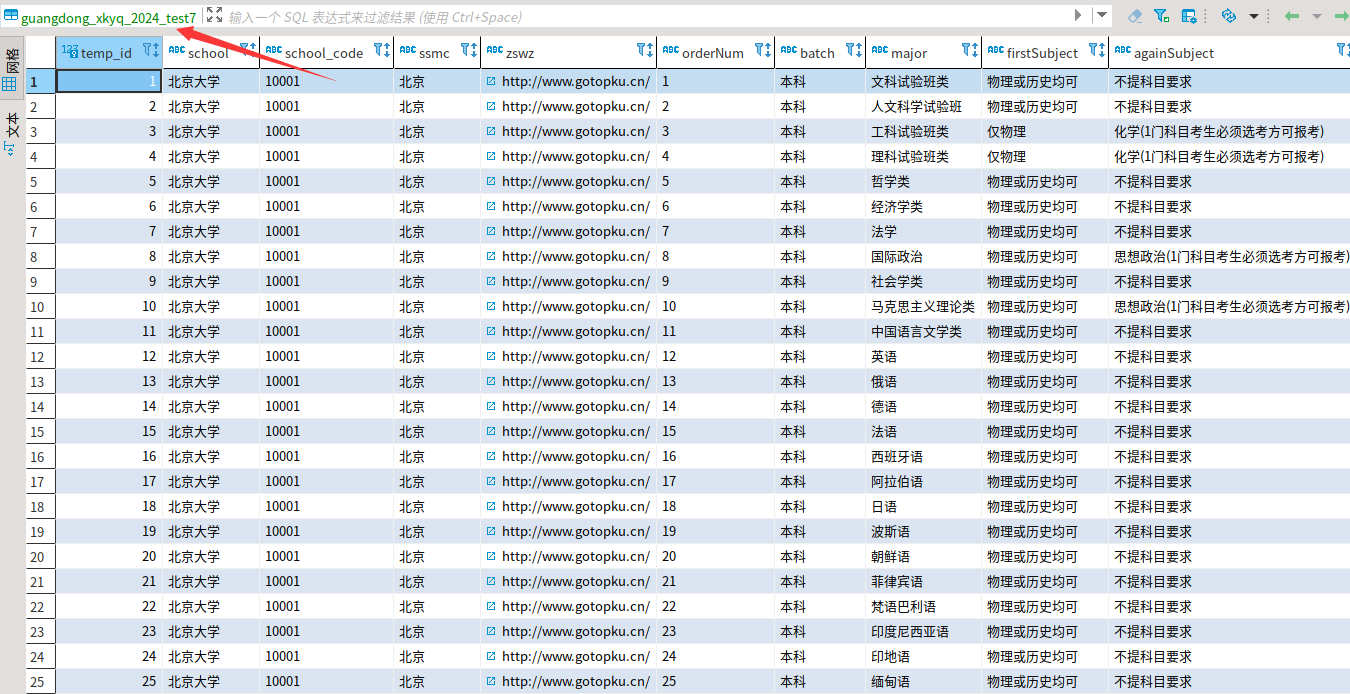 guangdong_xkyq_2024_test7 输入一个 SQL 表达式来过滤结果 (使用 Ctrl+Space)
网格
文本
123 temp_id ABC school ABC school_code ABC ssmc ABC zswz ABC orderNum ABC batch ABC major ABC firstSubject ABC againSubject
1 1 北京大学 10001 北京 http://www.gotopku.cn/ 1 本科 文科试验班类 物理或历史均可 不提科目要求
2 2 北京大学 10001 北京 http://www.gotopku.cn/ 2 本科 人文科学试验班 物理或历史均可 不提科目要求
3 3 北京大学 10001 北京 http://www.gotopku.cn/ 3 本科 工科试验班类 仅物理 化学(1门科目考生必须选考方可报考)
4 4 北京大学 10001 北京 http://www.gotopku.cn/ 4 本科 理科试验班类 仅物理 化学(1门科目考生必须选考方可报考)
5 5 北京大学 10001 北京 http://www.gotopku.cn/ 5 本科 哲学类 物理或历史均可 不提科目要求
6 6 北京大学 10001 北京 http://www.gotopku.cn/ 6 本科 经济学类 物理或历史均可 不提科目要求
7 7 北京大学 10001 北京 http://www.gotopku.cn/ 7 本科 法学 物理或历史均可 不提科目要求
8 8 北京大学 10001 北京 http://www.gotopku.cn/ 8 本科 国际政治 物理或历史均可 思想政治(1门科目考生必须选考方可报考)
9 9 北京大学 10001 北京 http://www.gotopku.cn/ 9 本科 社会学类 物理或历史均可 不提科目要求
10 10 北京大学 10001 北京 http://www.gotopku.cn/ 10 本科 马克思主义理论类 物理或历史均可 思想政治(1门科目考生必须选考方可报考)
11 11 北京大学 10001 北京 http://www.gotopku.cn/ 11 本科 中国语言文学类 物理或历史均可 不提科目要求
12 12 北京大学 10001 北京 http://www.gotopku.cn/ 12 本科 英语 物理或历史均可 不提科目要求
13 13 北京大学 10001 北京 http://www.gotopku.cn/ 13 本科 俄语 物理或历史均可 不提科目要求
14 14 北京大学 10001 北京 http://www.gotopku.cn/ 14 本科 德语 物理或历史均可 不提科目要求
15 15 北京大学 10001 北京 http://www.gotopku.cn/ 15 本科 法语 物理或历史均可 不提科目要求
16 16 北京大学 10001 北京 http://www.gotopku.cn/ 16 本科 西班牙语 物理或历史均可 不提科目要求
17 17 北京大学 10001 北京 http://www.gotopku.cn/ 17 本科 阿拉伯语 物理或历史均可 不提科目要求
18 18 北京大学 10001 北京 http://www.gotopku.cn/ 18 本科 日语 物理或历史均可 不提科目要求
19 19 北京大学 10001 北京 http://www.gotopku.cn/ 19 本科 波斯语 物理或历史均可 不提科目要求
20 20 北京大学 10001 北京 http://www.gotopku.cn/ 20 本科 朝鲜语 物理或历史均可 不提科目要求
21 21 北京大学 10001 北京 http://www.gotopku.cn/ 21 本科 菲律宾语 物理或历史均可 不提科目要求
22 22 北京大学 10001 北京 http://www.gotopku.cn/ 22 本科 梵语巴利语 物理或历史均可 不提科目要求
23 23 北京大学 10001 北京 http://www.gotopku.cn/ 23 本科 印度尼西亚语 物理或历史均可 不提科目要求
24 24 北京大学 10001 北京 http://www.gotopku.cn/ 24 本科 印地语 物理或历史均可 不提科目要求
25 25 北京大学 10001 北京 http://www.gotopku.cn/ 25 本科 缅甸语 物理或历史均可 不提科目要求